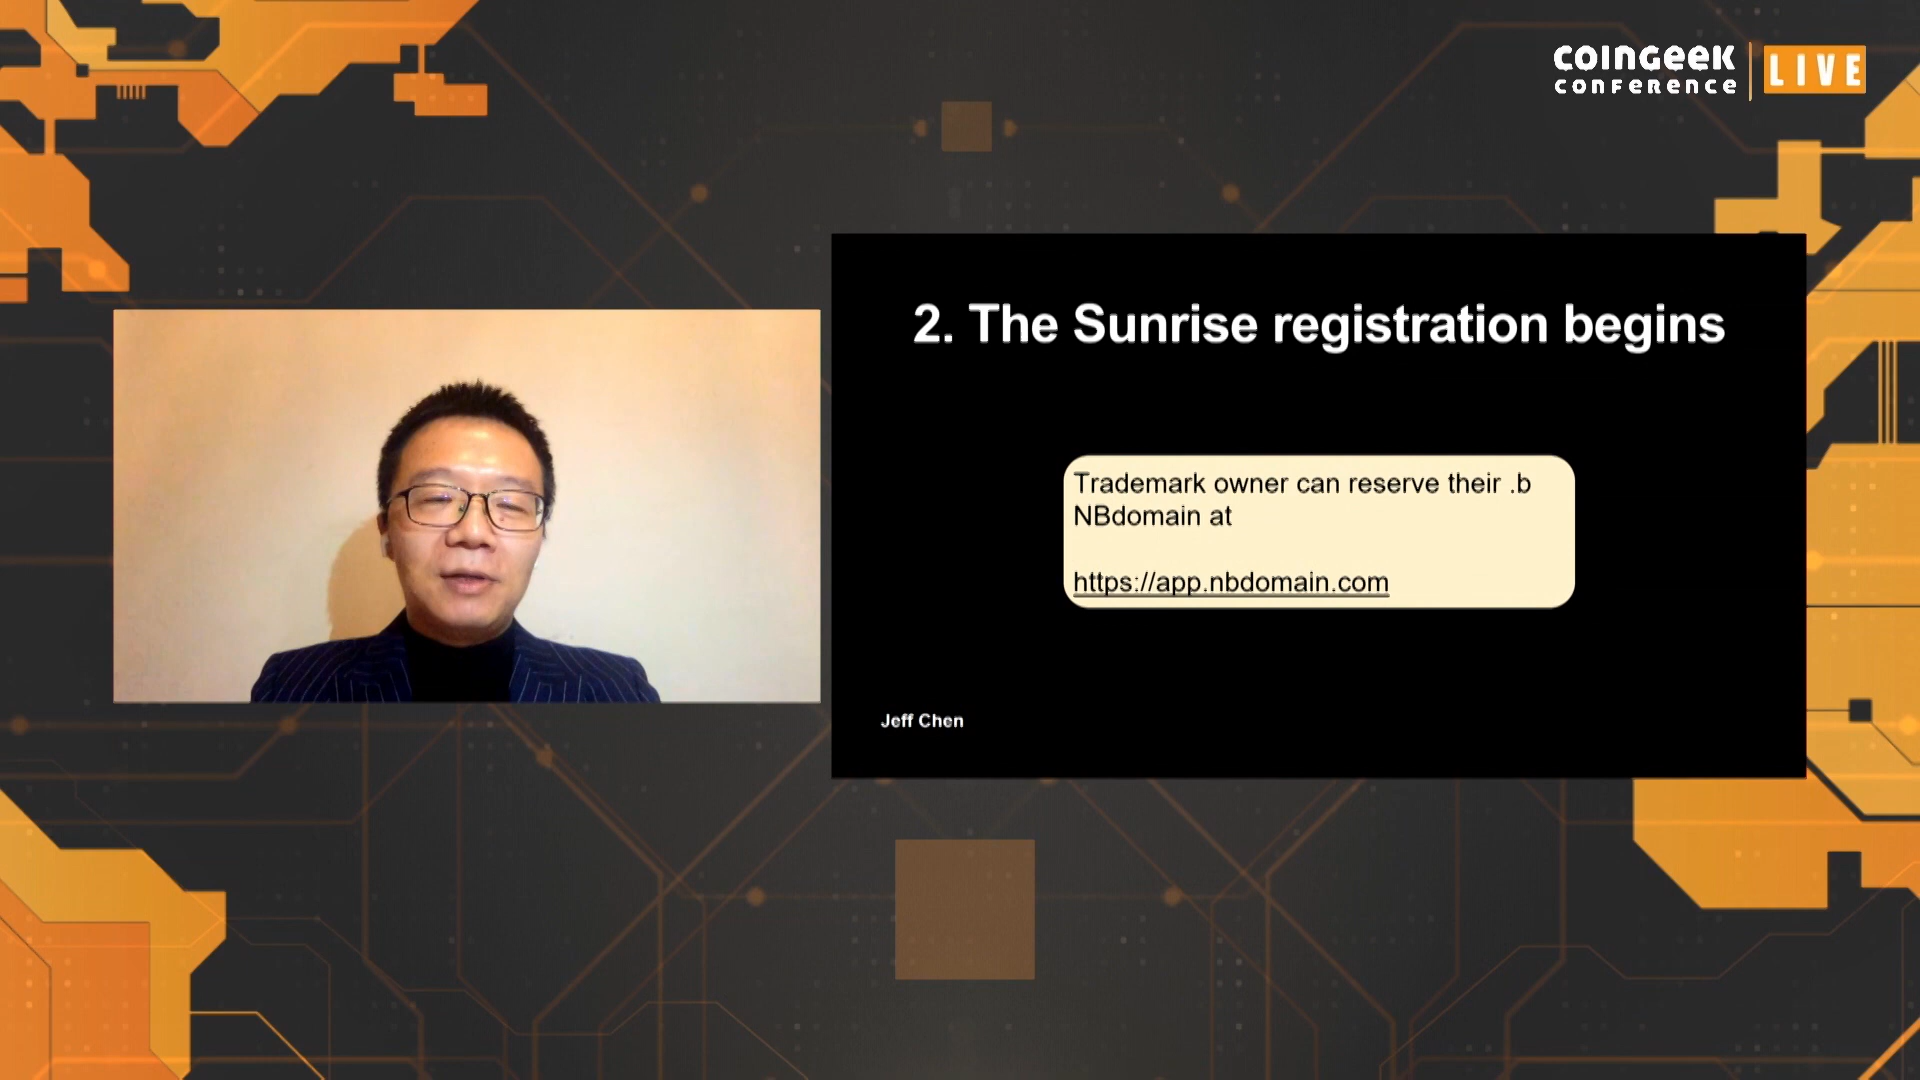 COINGEEK
CONFERENCE
LIVE
2. The Sunrise registration begins
Trademark owner can reserve their .b
NBdomain at
https://app.nbdomain.com
Jeff Chen